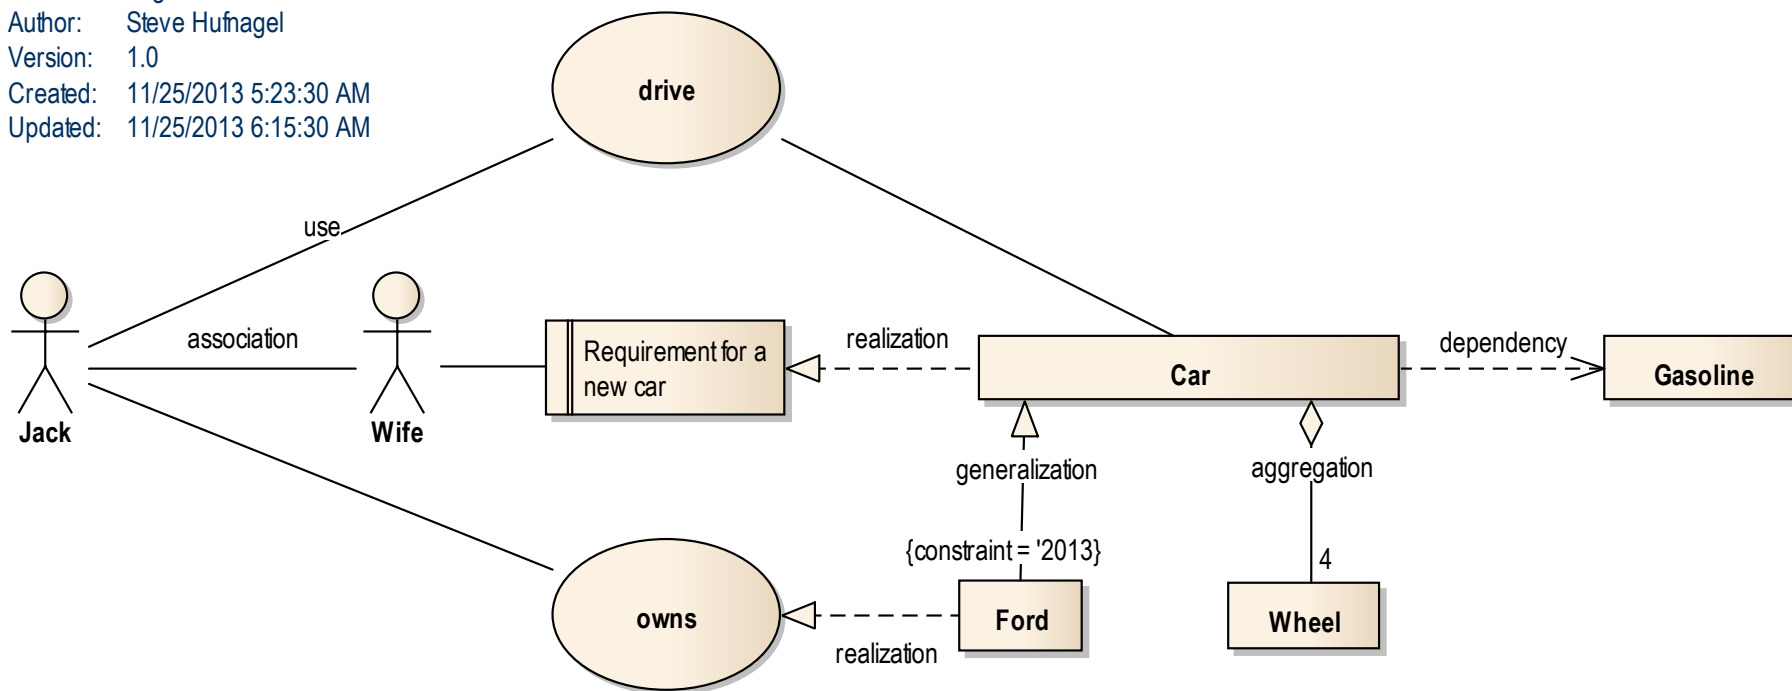 Author: Steve Hufnagel
Version: 1.0
Created: 11/25/2013 5:23:30 AM
Updated: 11/25/2013 6:15:30 AM
drive
use
association
Jack
Wife
Requirement for a
new car
realization
Car
dependency
Gasoline
generalization
aggregation
{constraint = '2013}
4
owns
realization
Ford
Wheel